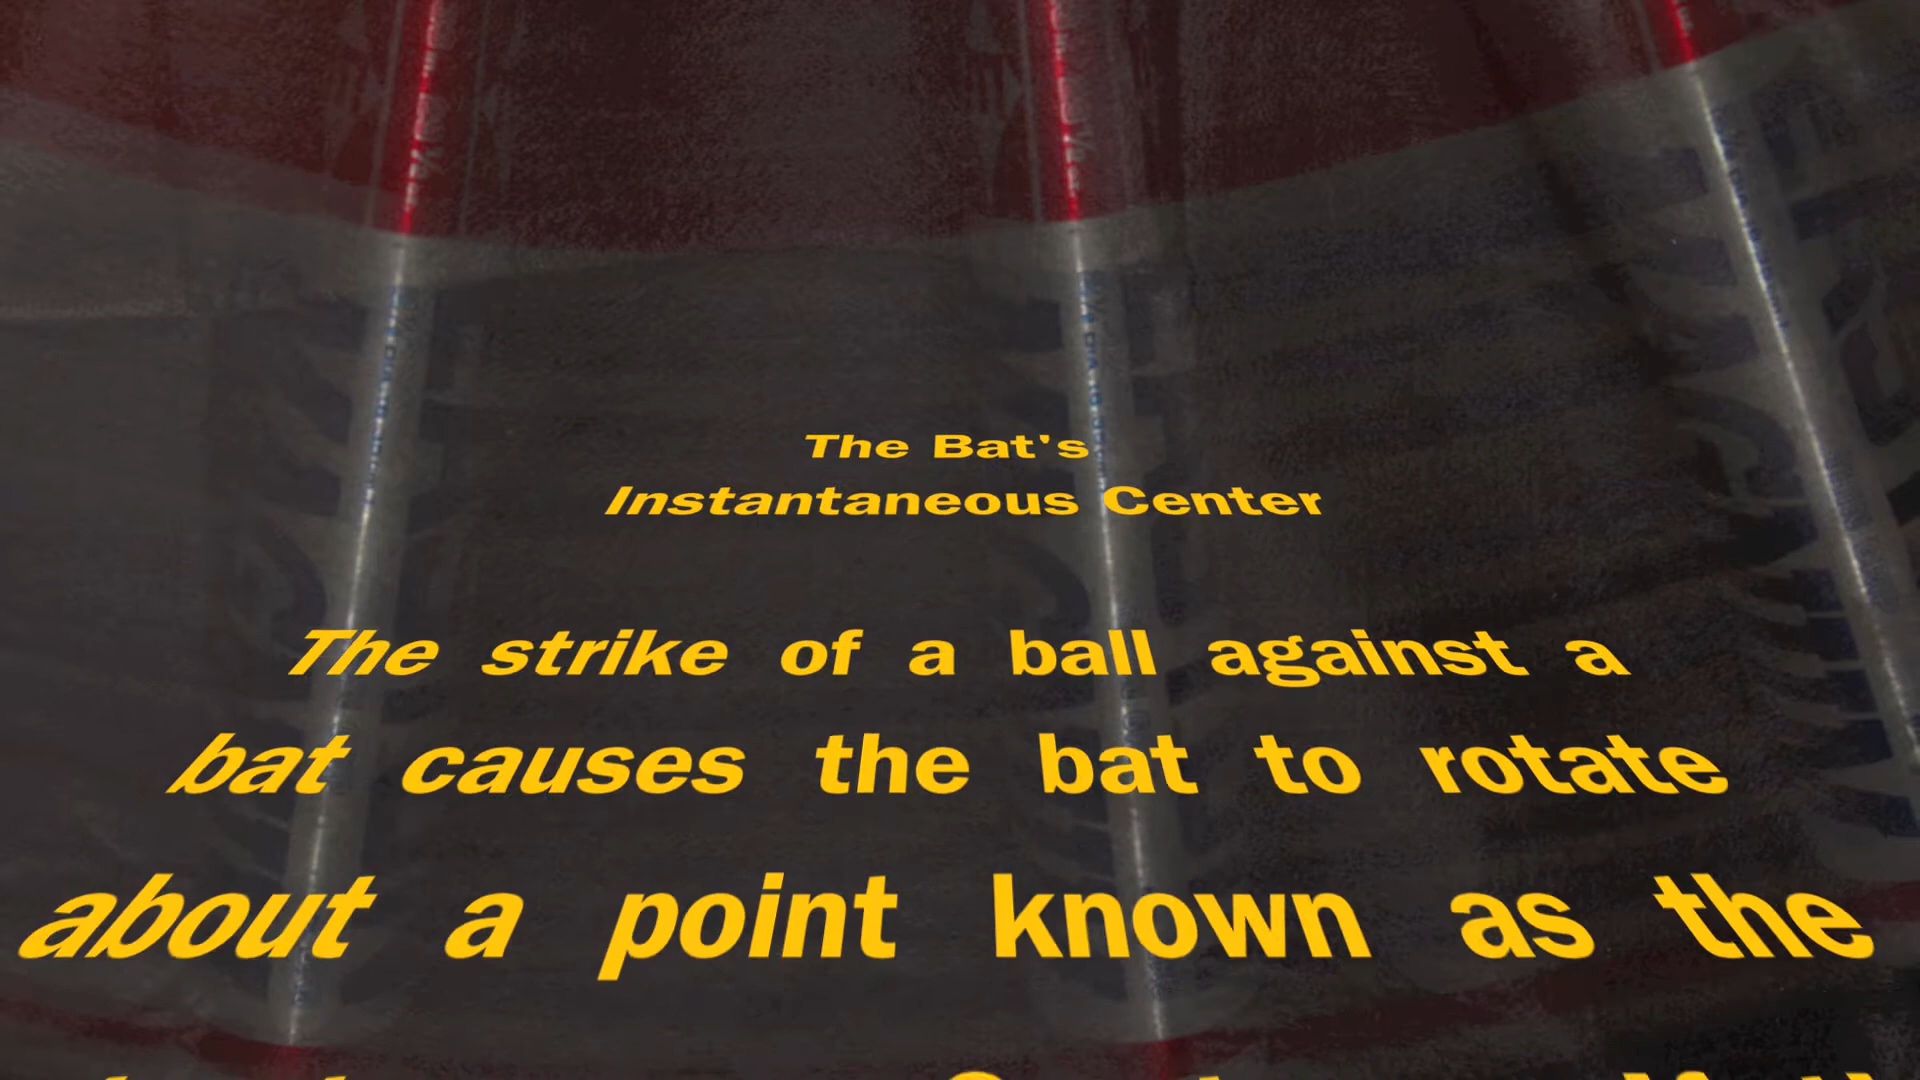 The Bat's
Instantaneous Center
The strike of a ball against a
bat causes the bat to rotate
about a point known as the